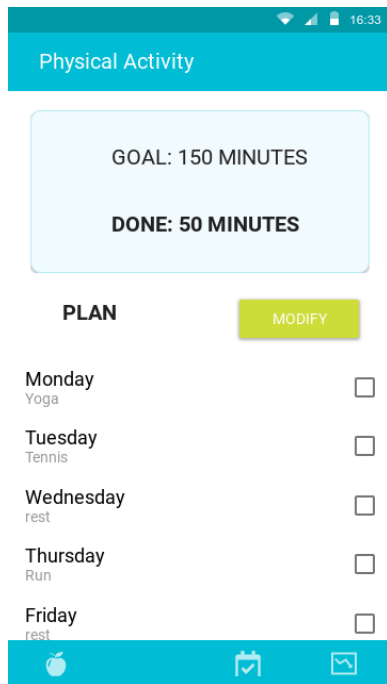 16:33
Physical Activity
GOAL: 150 MINUTES
DONE: 50 MINUTES
PLAN
MODIFY
Monday
Yoga
Tuesday
Tennis
Wednesday
rest
Thursday
Run
Friday
rest